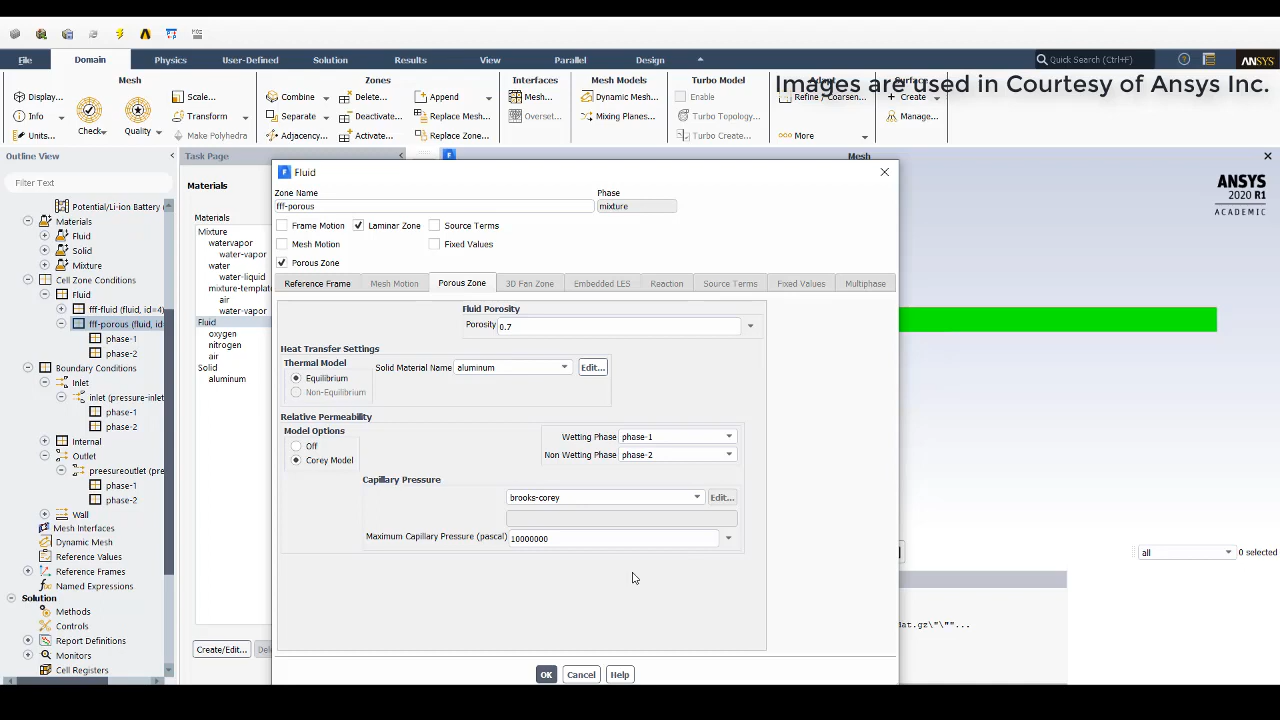 File
Domain
Physics
User-Defined
Solution
Results
View
Parallel
Design
Quick Search (Ctrl+F)
ANSYS
Mesh
Zones
Interfaces
Mesh Models
Turbo Model
Images are used in Courtesy of Ansys Inc.
Display...
Info
Units...
Check
Quality
Scale...
Transform
Make Polyhedra
Combine
Separate
Adjacency...
Delete...
Deactivate...
Activate...
Append
Replace Mesh...
Replace Zone...
Mesh...
Overset...
Dynamic Mesh...
Mixing Planes...
Enable
Turbo Topology...
Turbo Create...
Refine / Coarsen...
More
Create
Manage...
Outline View
Filter Text
Potential/Li-ion Battery (
Materials
Fluid
Solid
Mixture
Cell Zone Conditions
Fluid
fff-fluid (fluid, id=4)
fff-porous (fluid, id
phase-1
phase-2
Boundary Conditions
Inlet
inlet (pressure-inlet
phase-1
phase-2
Internal
Outlet
preesureoutlet (pre
phase-1
phase-2
Wall
Mesh Interfaces
Dynamic Mesh
Reference Values
Reference Frames
Named Expressions
Solution
Methods
Controls
Report Definitions
Monitors
Cell Registers
Task Page
Materials
Materials
Mixture
watervapor
water-vapor
water
water-liquid
mixture-templat
air
water-vapor
Fluid
oxygen
nitrogen
air
Solid
aluminum
Create/Edit...
Fluid
Zone Name
Phase
fff-porous
mixture
Frame Motion
Laminar Zone
Source Terms
Mesh Motion
Fixed Values
Porous Zone
Reference Frame
Mesh Motion
Porous Zone
3D Fan Zone
Embedded LES
Reaction
Source Terms
Fixed Values
Multiphase
Fluid Porosity
Porosity 0.7
Heat Transfer Settings
Thermal Model
Equilibrium
Non-Equilibrium
Solid Material Name aluminum
Edit...
Relative Permeability
Model Options
Off
Corey Model
Wetting Phase phase-1
Non Wetting Phase phase-2
Capillary Pressure
brooks-corey
Edit...
Maximum Capillary Pressure (pascal) 10000000
OK
Cancel
Help
Mesh
ANSYS
2020 R1
ACADEMIC
all
0 selected
dat.gz\"\""...